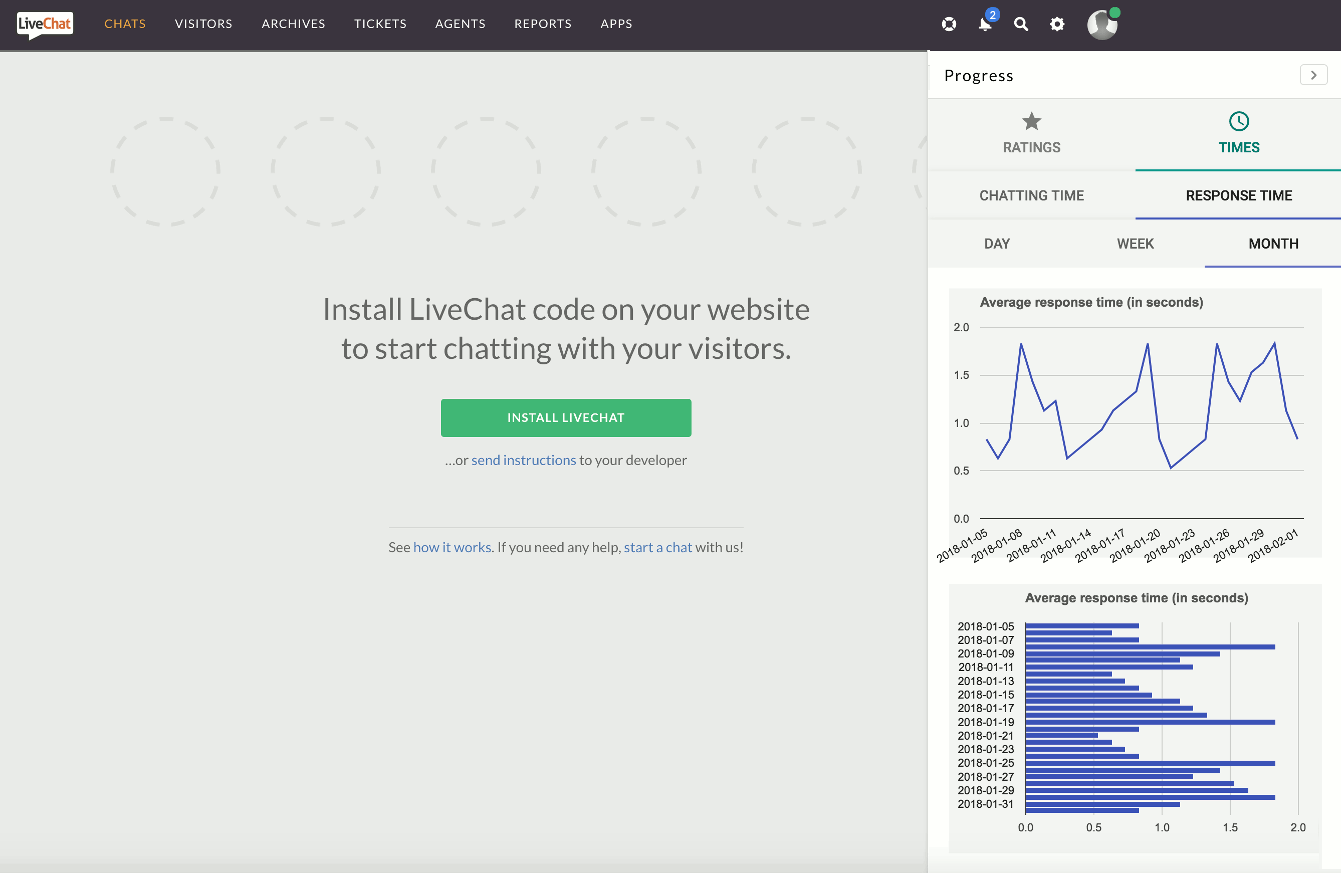 LiveChat
CHATS VISITORS ARCHIVES TICKETS AGENTS REPORTS APPS
2
Progress
RATINGS TIMES
CHATTING TIME RESPONSE TIME
DAY WEEK MONTH
Install LiveChat code on your website
to start chatting with your visitors.
INSTALL LIVECHAT
...or send instructions to your developer
See how it works. If you need any help, start a chat with us!
Average response time (in seconds)
2.0
1.5
1.0
0.5
0.0
2018-01-05 2018-01-08 2018-01-11 2018-01-14 2018-01-17 2018-01-20 2018-01-23 2018-01-26 2018-01-29 2018-02-01
Average response time (in seconds)
2018-01-05
2018-01-07
2018-01-09
2018-01-11
2018-01-13
2018-01-15
2018-01-17
2018-01-19
2018-01-21
2018-01-23
2018-01-25
2018-01-27
2018-01-29
2018-01-31
0.0 0.5 1.0 1.5 2.0